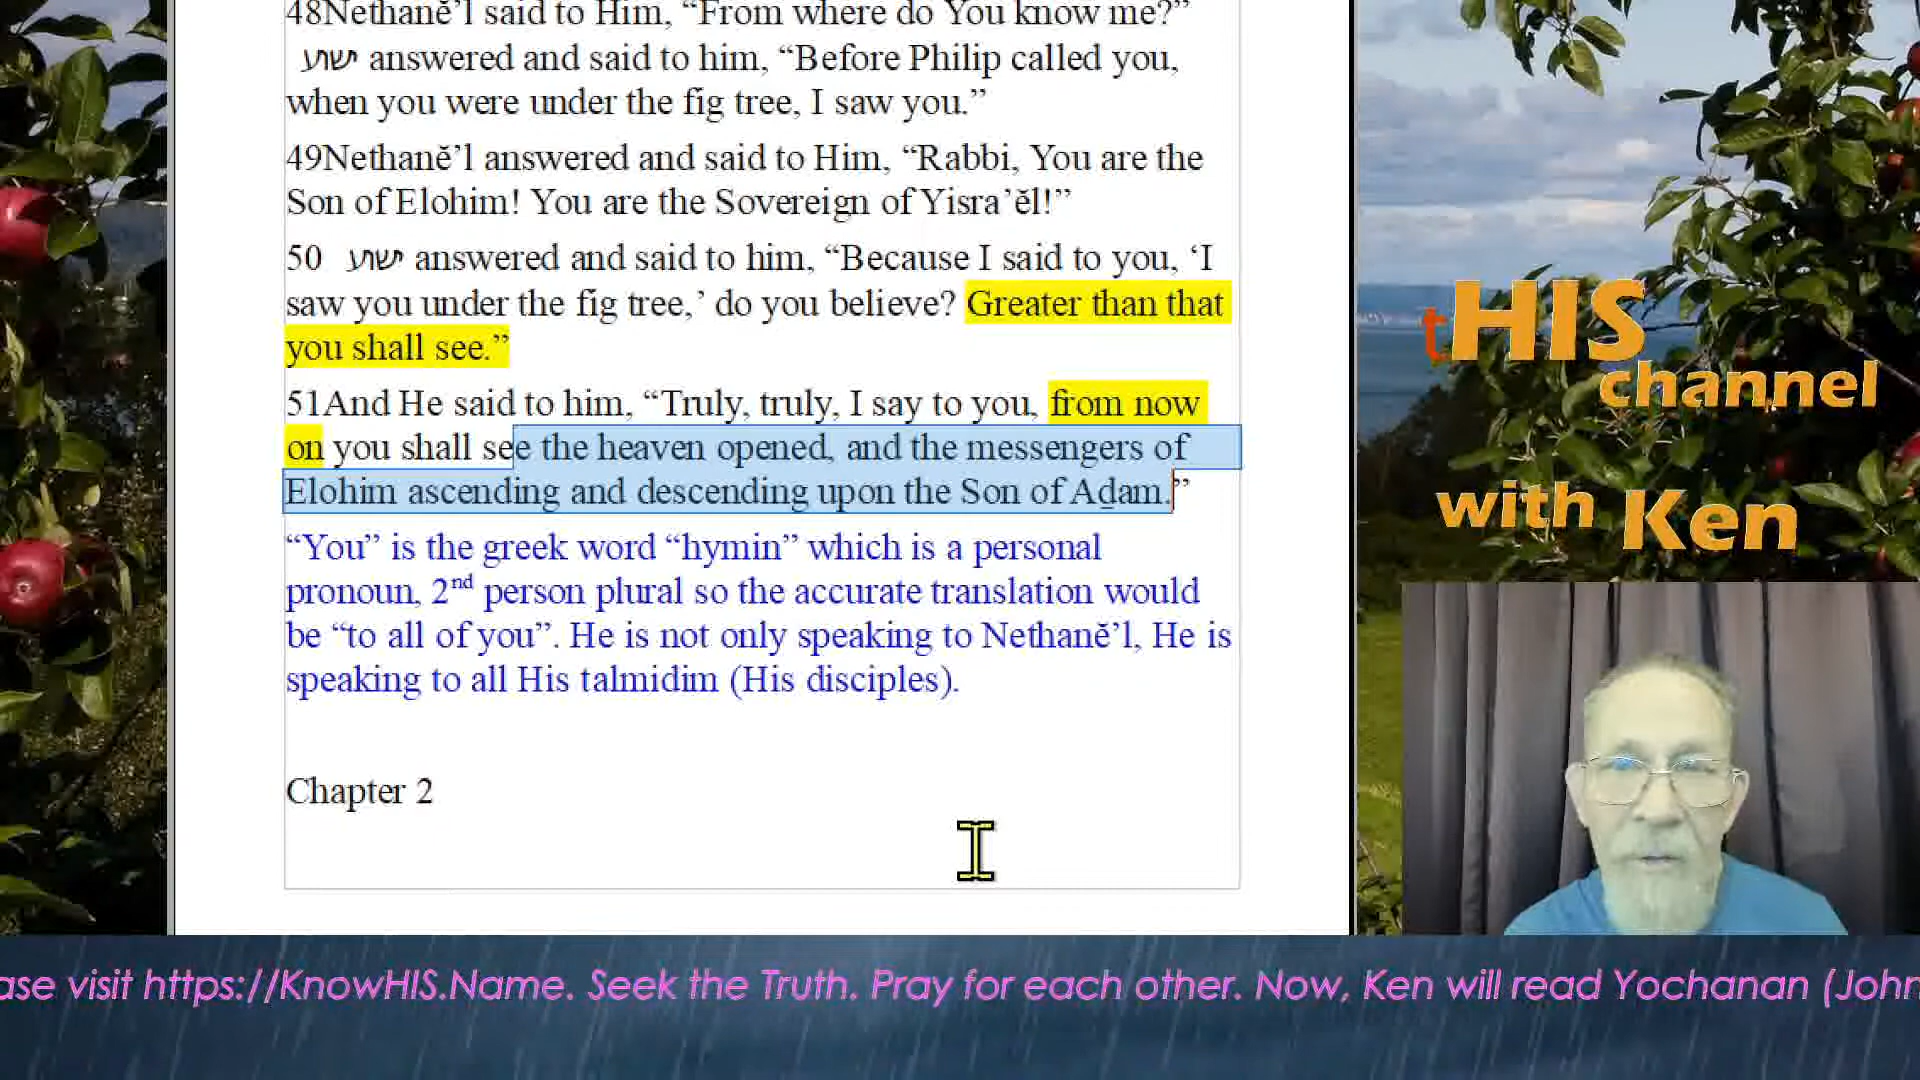 48Nethaně’l said to Him, “From where do You know me?”
ישוע answered and said to him, “Before Philip called you,
when you were under the fig tree, I saw you.”
49Nethaně’l answered and said to Him, “Rabbi, You are the
Son of Elohim! You are the Sovereign of Yisra’ěl!”
50 ישוע answered and said to him, “Because I said to you, ‘I
saw you under the fig tree,’ do you believe? Greater than that
you shall see.”
51And He said to him, “Truly, truly, I say to you, from now
on you shall see the heaven opened, and the messengers of
Elohim ascending and descending upon the Son of Aḏam.”
“You” is the greek word “hymin” which is a personal
pronoun, 2nd person plural so the accurate translation would
be “to all of you”. He is not only speaking to Nethaně’l, He is
speaking to all His talmidim (His disciples).
Chapter 2
tHIS
channel
with Ken
ase visit https://KnowHIS.Name. Seek the Truth. Pray for each other. Now, Ken will read Yochanan (John